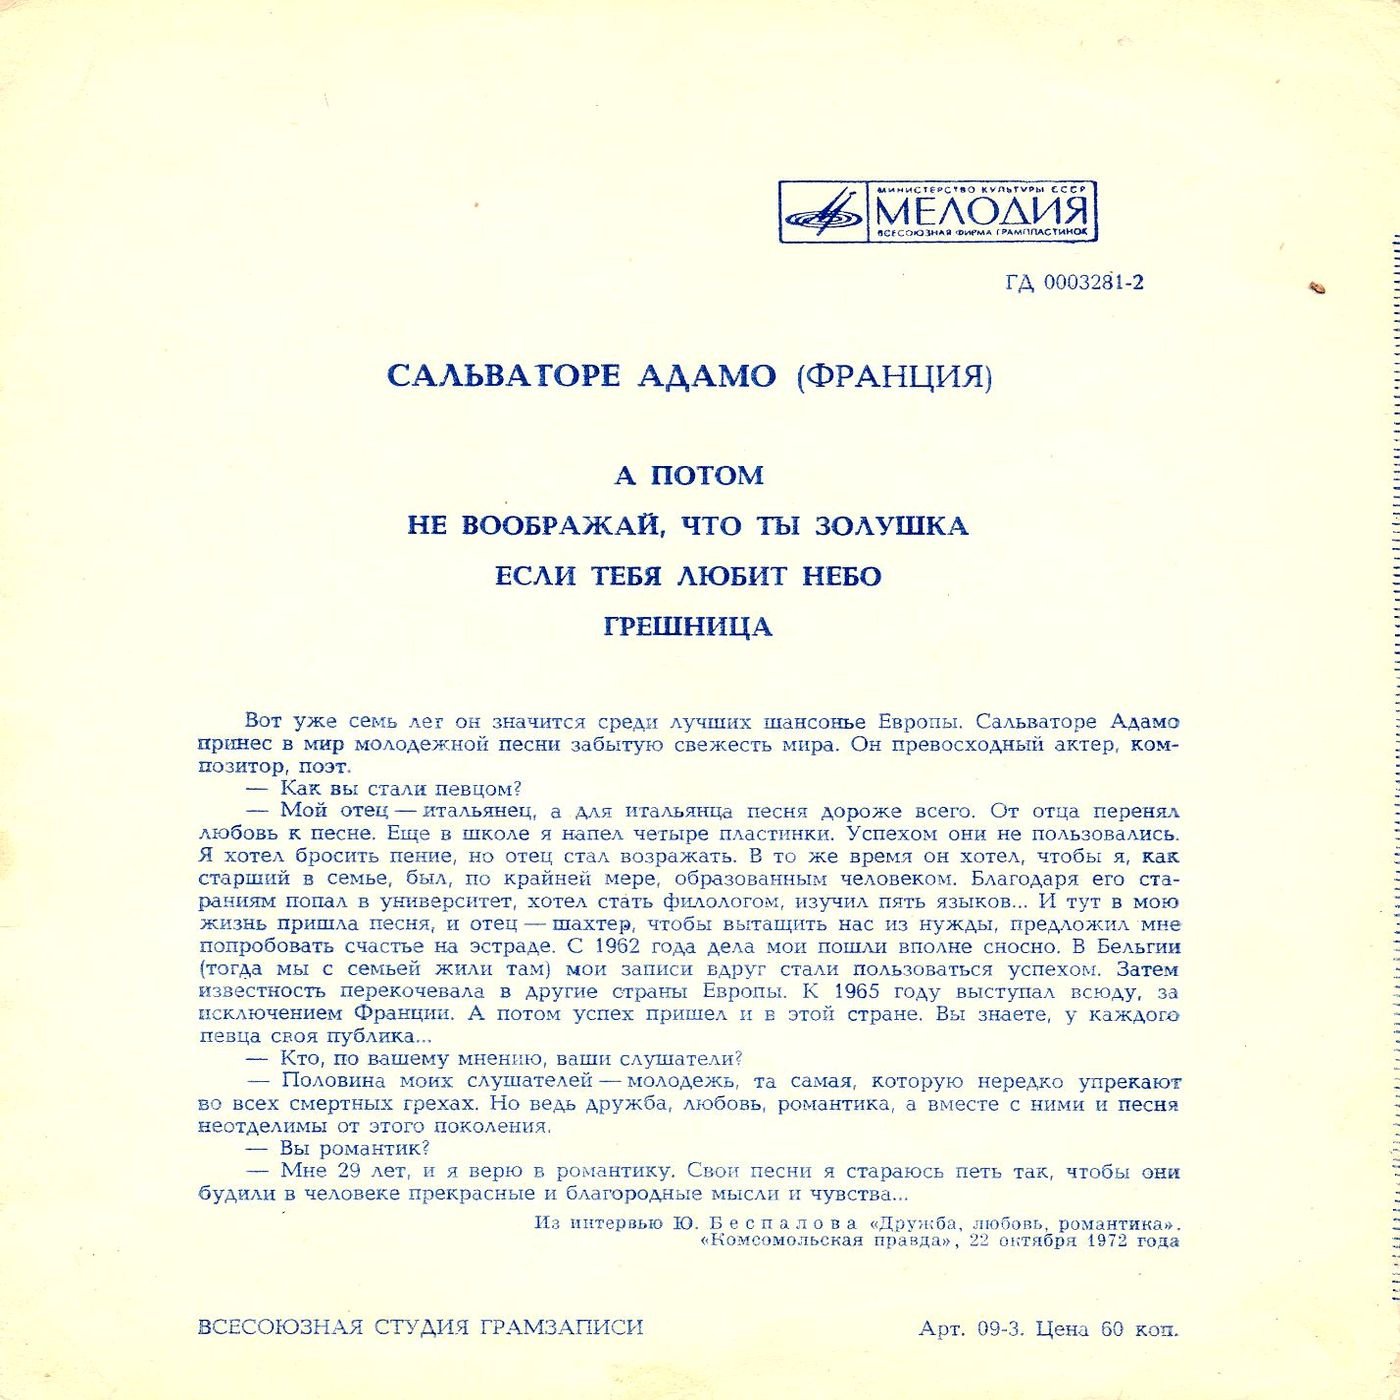 МИНИСТЕРСТВО КУЛЬТУРЫ СССР
МЕЛОДИЯ
ВСЕСОЮЗНАЯ ФИРМА ГРАМПЛАСТИНОК
ГД 0003281-2
САЛЬВАТОРЕ АДАМО (ФРАНЦИЯ)
А ПОТОМ
НЕ ВООБРАЖАЙ, ЧТО ТЫ ЗОЛУШКА
ЕСЛИ ТЕБЯ ЛЮБИТ НЕБО
ГРЕШНИЦА
Вот уже семь лет он значится среди лучших шансонье Европы. Сальваторе Адамо
принес в мир молодежной песни забытую свежесть мира. Он превосходный актер, ком-
позитор, поэт.
— Как вы стали певцом?
— Мой отец — итальянец, а для итальянца песня дороже всего. От отца перенял
любовь к песне. Еще в школе я напел четыре пластинки. Успехом они не пользовались.
Я хотел бросить пение, но отец стал возражать. В то же время он хотел, чтобы я, как
старший в семье, был, по крайней мере, образованным человеком. Благодаря его ста-
раниям попал в университет, хотел стать филологом, изучил пять языков... И тут в мою
жизнь пришла песня, и отец — шахтер, чтобы вытащить нас из нужды, предложил мне
попробовать счастье на эстраде. С 1962 года дела мои пошли вполне сносно. В Бельгии
(тогда мы с семьей жили там) мои записи вдруг стали пользоваться успехом. Затем
известность перекочевала в другие страны Европы. К 1965 году выступал всюду, за
исключением Франции. А потом успех пришел и в этой стране. Вы знаете, у каждого
певца своя публика...
— Кто, по вашему мнению, ваши слушатели?
— Половина моих слушателей — молодежь, та самая, которую нередко упрекают
во всех смертных грехах. Но ведь дружба, любовь, романтика, а вместе с ними и песня
неотделимы от этого поколения.
— Вы романтик?
— Мне 29 лет, и я верю в романтику. Свои песни я стараюсь петь так, чтобы они
будили в человеке прекрасные и благородные мысли и чувства...
Из интервью Ю. Беспалова «Дружба, любовь, романтика».
«Комсомольская правда», 22 октября 1972 года
ВСЕСОЮЗНАЯ СТУДИЯ ГРАМЗАПИСИ
Арт. 09-3. Цена 60 коп.